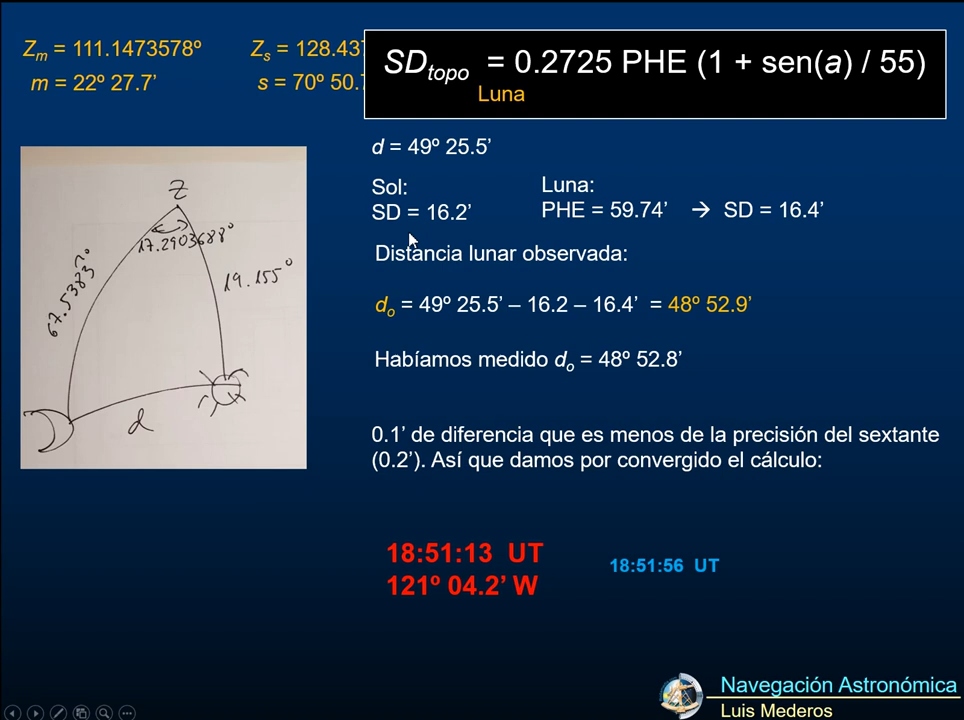 Zm = 111.1473578º
Zs = 128.437
m = 22º 27.7’
s = 70º 50.7
SDtopo = 0.2725 PHE (1 + sen(a) / 55)
Luna
d = 49º 25.5’
Sol:
SD = 16.2’
Luna:
PHE = 59.74’ → SD = 16.4’
Distancia lunar observada:
do = 49º 25.5’ – 16.2 – 16.4’ = 48º 52.9’
Habíamos medido do = 48º 52.8’
0.1’ de diferencia que es menos de la precisión del sextante
(0.2’). Así que damos por convergido el cálculo:
18:51:13 UT
121º 04.2’ W
18:51:56 UT
Z
17.2903688º
67.5383º
19.155º
d
Navegación Astronómica
Luis Mederos